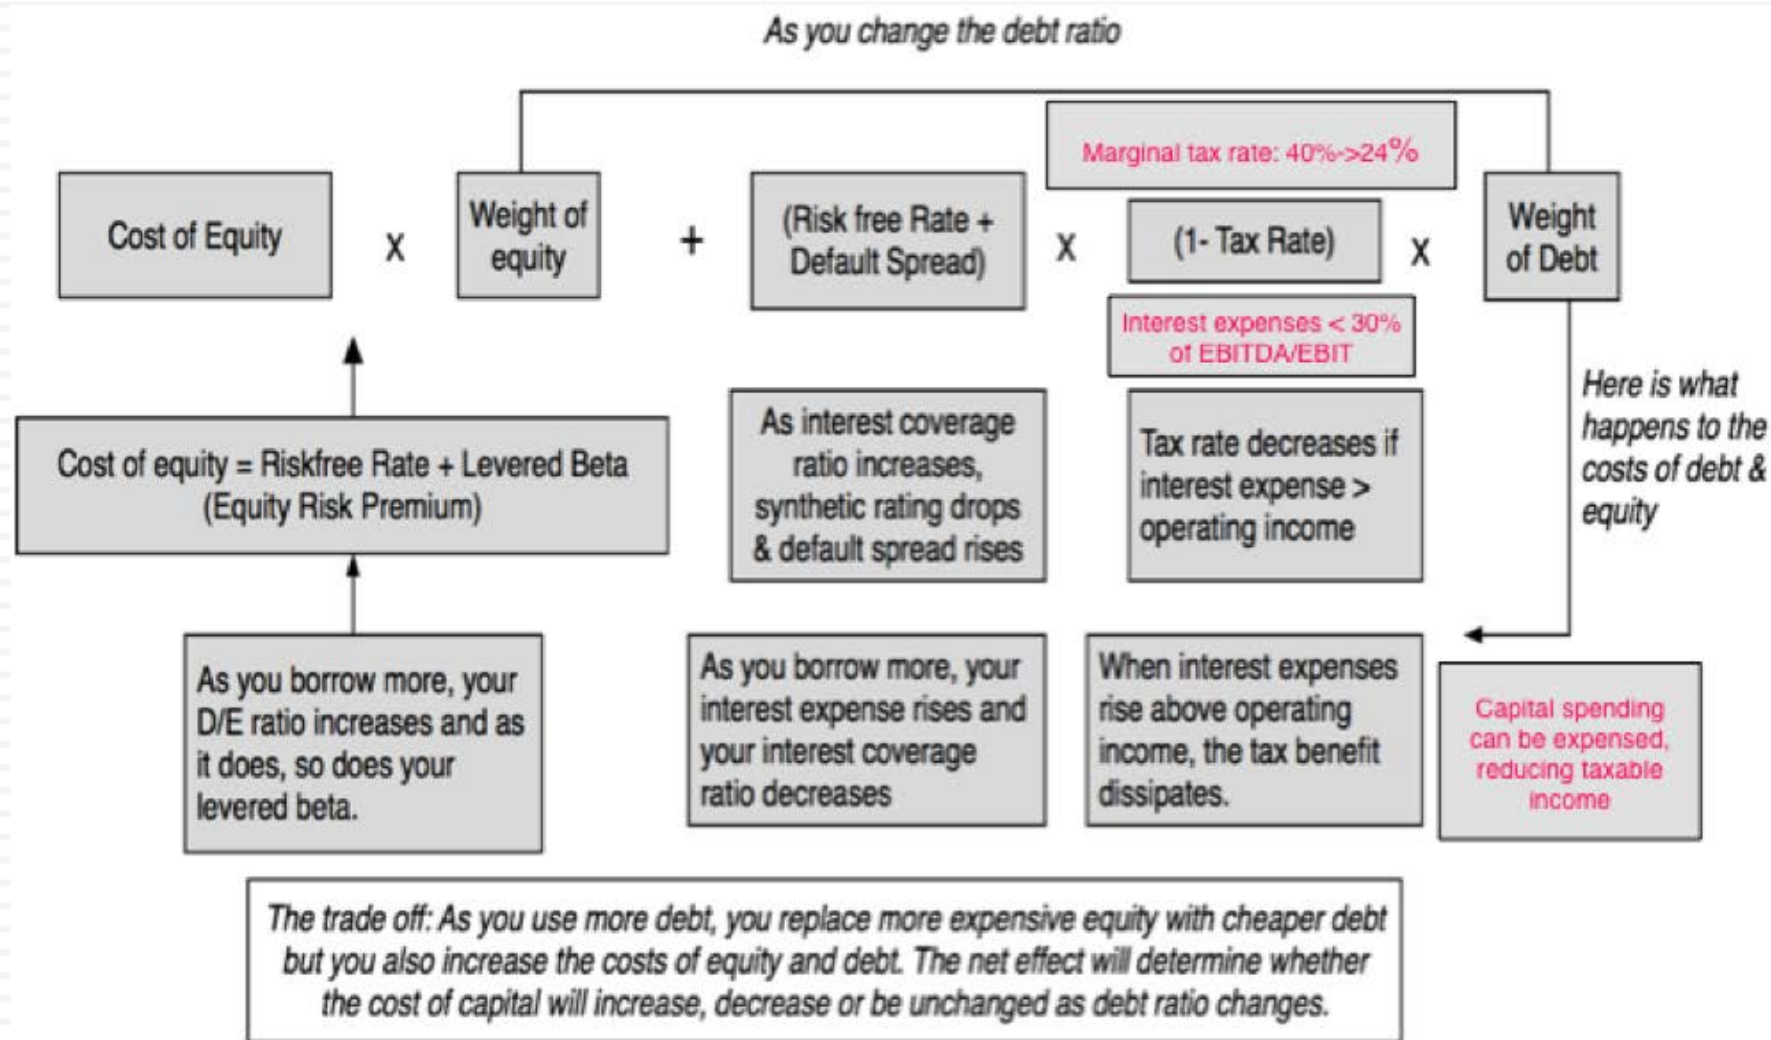 As you change the debt ratio
Marginal tax rate: 40%->24%
Cost of Equity
X
Weight of
equity
+
(Risk free Rate +
Default Spread)
X
(1- Tax Rate)
X
Weight
of Debt
Interest expenses < 30%
of EBITDA/EBIT
Here is what
happens to the
costs of debt &
equity
Cost of equity = Riskfree Rate + Levered Beta
(Equity Risk Premium)
As interest coverage
ratio increases,
synthetic rating drops
& default spread rises
Tax rate decreases if
interest expense >
operating income
As you borrow more, your
D/E ratio increases and as
it does, so does your
levered beta.
As you borrow more, your
interest expense rises and
your interest coverage
ratio decreases
When interest expenses
rise above operating
income, the tax benefit
dissipates.
Capital spending
can be expensed,
reducing taxable
income
The trade off: As you use more debt, you replace more expensive equity with cheaper debt
but you also increase the costs of equity and debt. The net effect will determine whether
the cost of capital will increase, decrease or be unchanged as debt ratio changes.